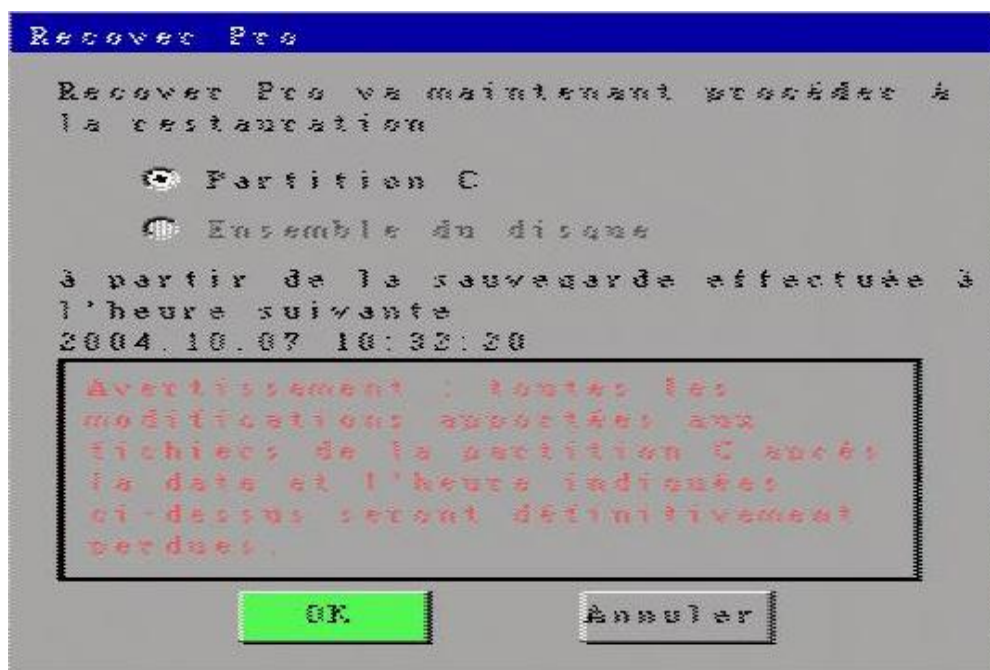 Recover Pro
Recover Pro va maintenant procéder à
la restauration
Partition C
Ensemble du disque
à partir de la sauvegarde effectuée à
l'heure suivante
2004.10.07 10:32:20
Avertissement : toutes les
modifications apportées aux
fichiers de la partition C après
la date et l'heure indiquées
ci-dessus seront définitivement
perdues.
OK
Annuler